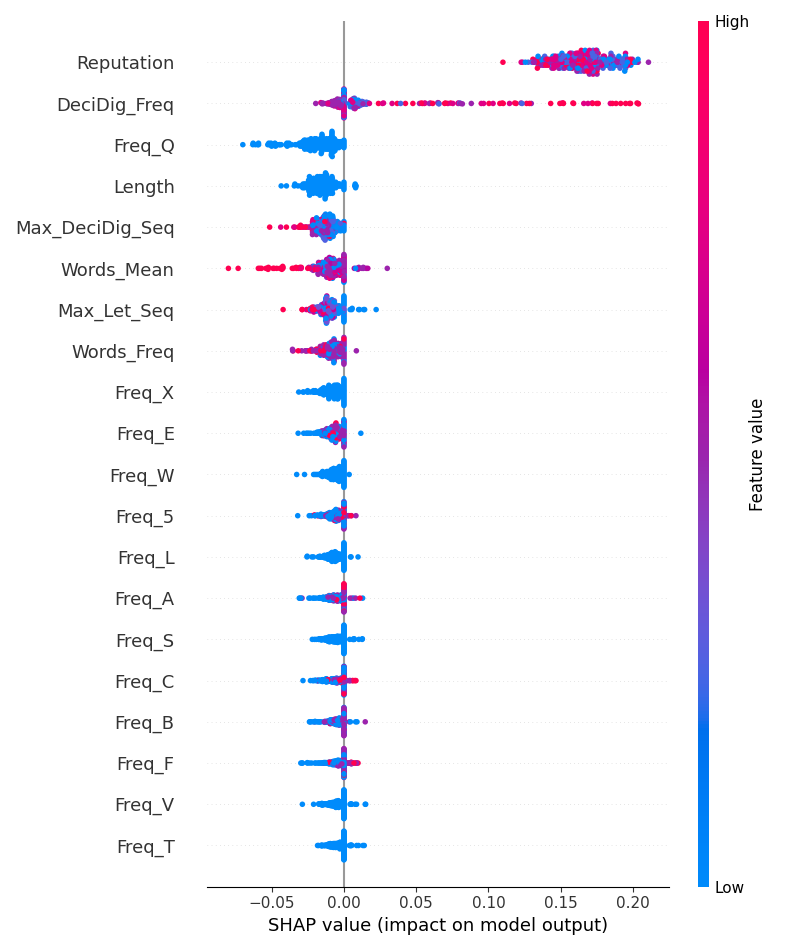 High
Reputation
DeciDig_Freq
Freq_Q
Length
Max_DeciDig_Seq
Words_Mean
Max_Let_Seq
Words_Freq
Freq_X
Freq_E
Freq_W
Freq_5
Freq_L
Freq_A
Freq_S
Freq_C
Freq_B
Freq_F
Freq_V
Freq_T
Feature value
Low
−0.05 0.00 0.05 0.10 0.15 0.20
SHAP value (impact on model output)